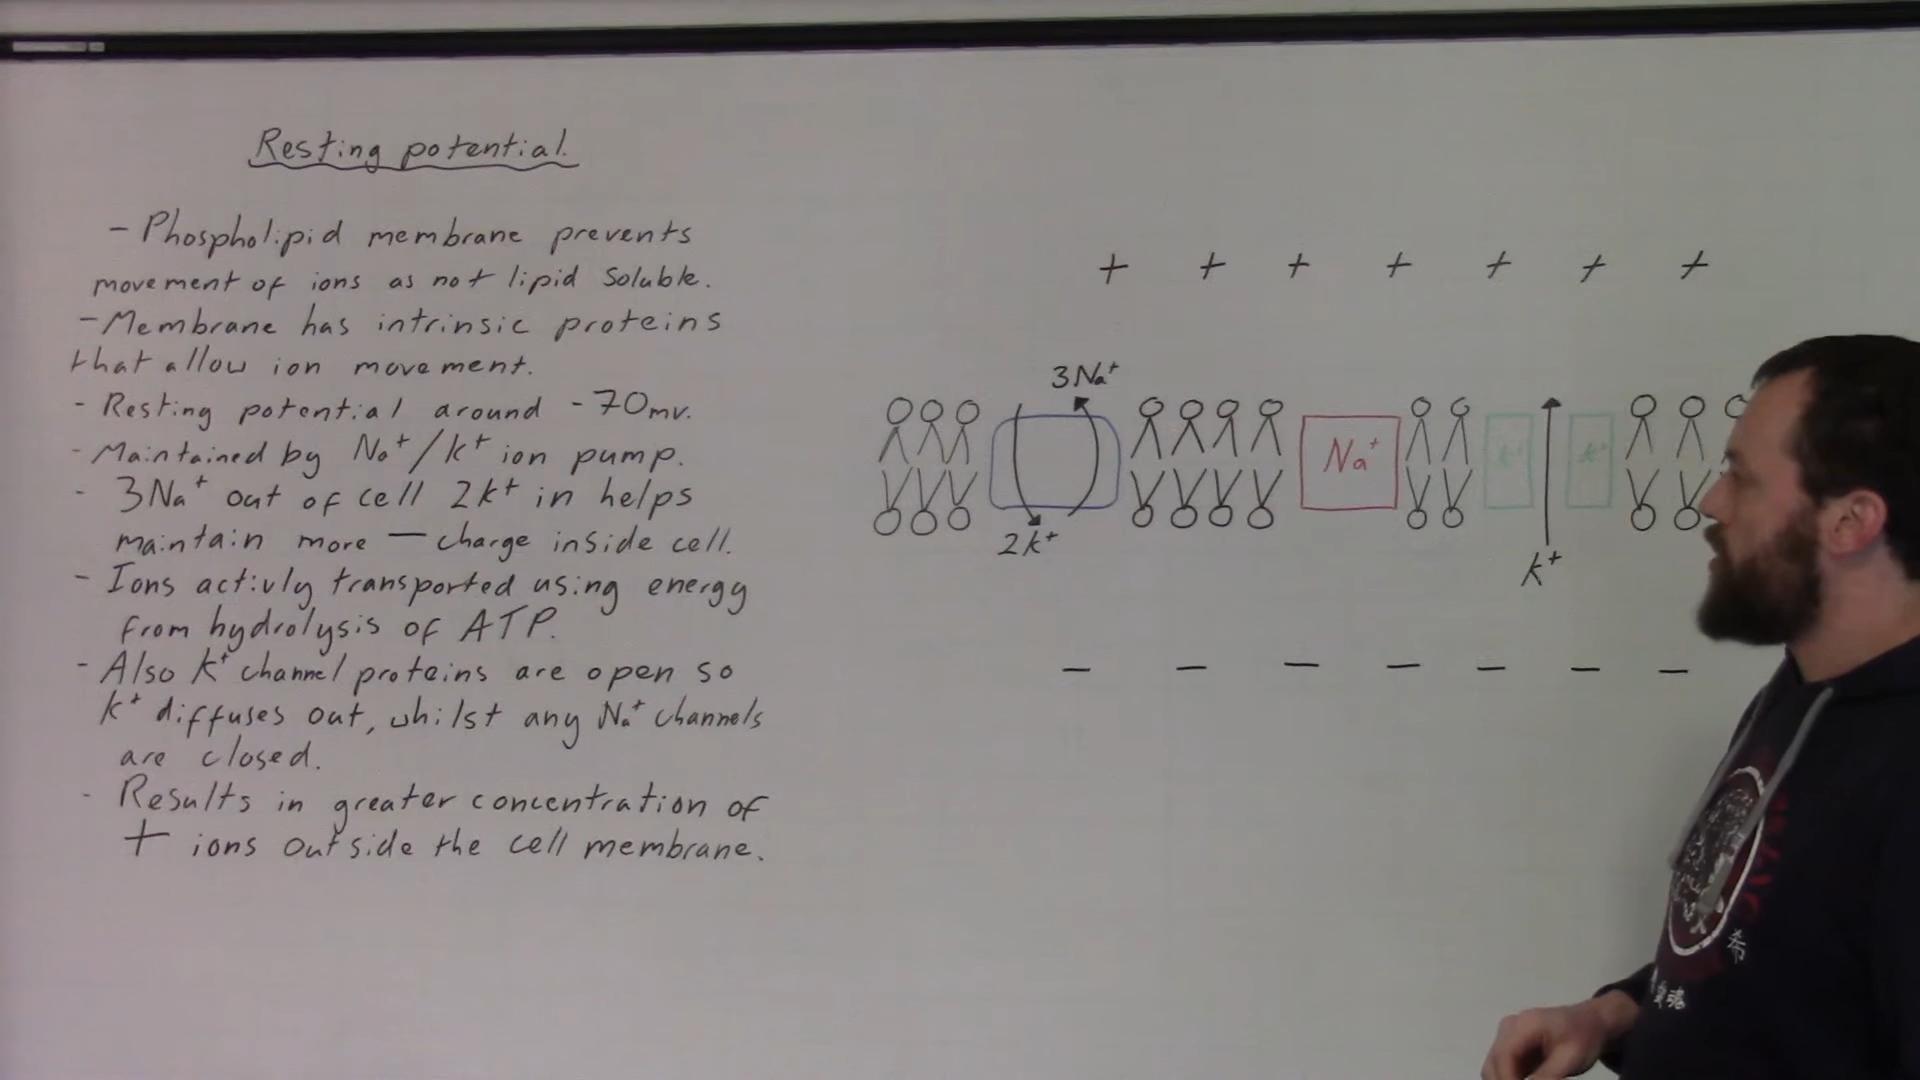 Resting potential.
- Phospholipid membrane prevents
movement of ions as not lipid soluble.
- Membrane has intrinsic proteins
that allow ion movement.
- Resting potential around -70mv.
- Maintained by Na⁺/k⁺ ion pump.
- 3Na⁺ out of cell 2k⁺ in helps
maintain more — charge inside cell.
- Ions activly transported using energy
from hydrolysis of ATP.
- Also K⁺ channel proteins are open so
k⁺ diffuses out, whilst any Na⁺ channels
are closed.
- Results in greater concentration of
+ ions outside the cell membrane.
+ + + + + + +
3Na⁺
Na⁺ k⁺ k⁺
2k⁺ k⁺
— — — — — — —
希
魂